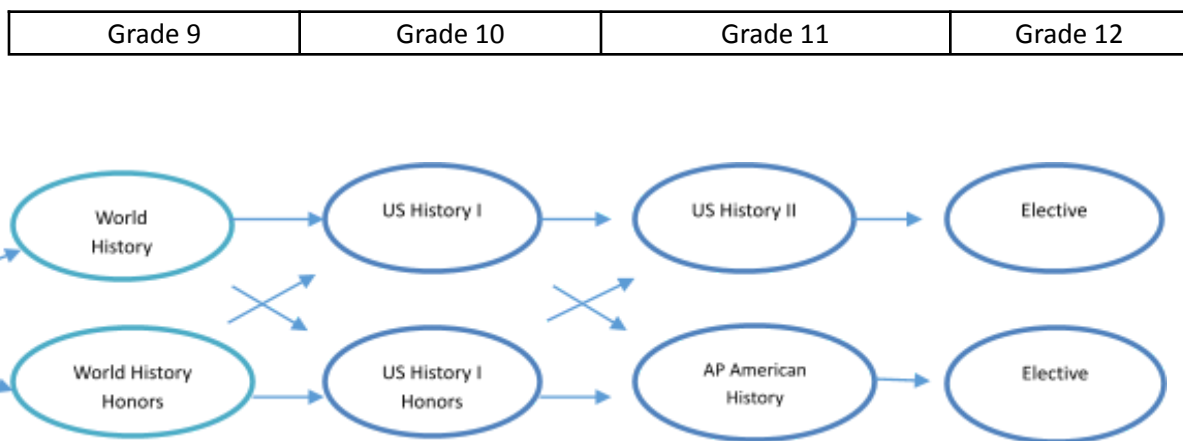 Grade 9
Grade 10
Grade 11
Grade 12
World
History
US History I
US History II
Elective
World History
Honors
US History I
Honors
AP American
History
Elective